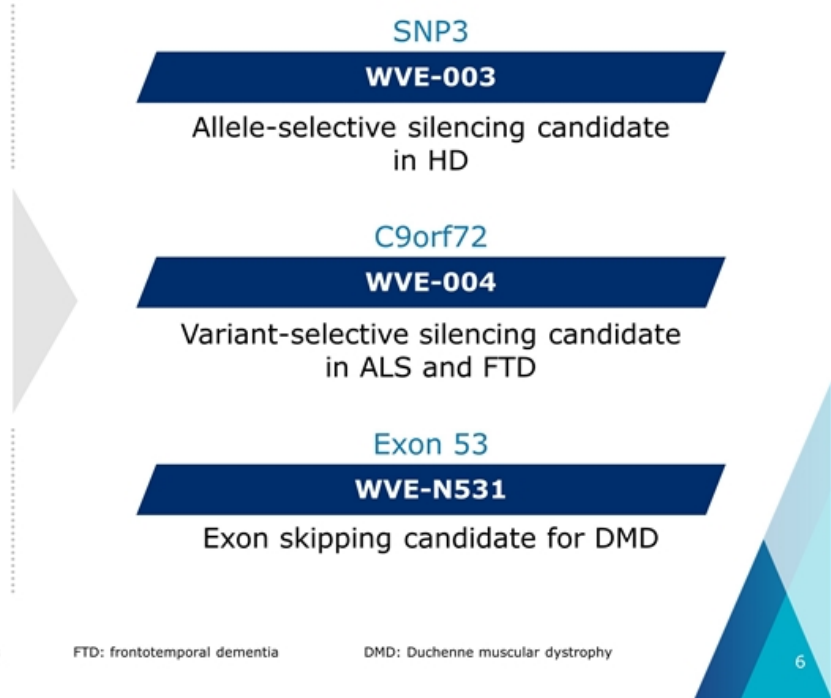 SNP3
WVE-003
Allele-selective silencing candidate
in HD
C9orf72
WVE-004
Variant-selective silencing candidate
in ALS and FTD
Exon 53
WVE-N531
Exon skipping candidate for DMD
FTD: frontotemporal dementia DMD: Duchenne muscular dystrophy
6